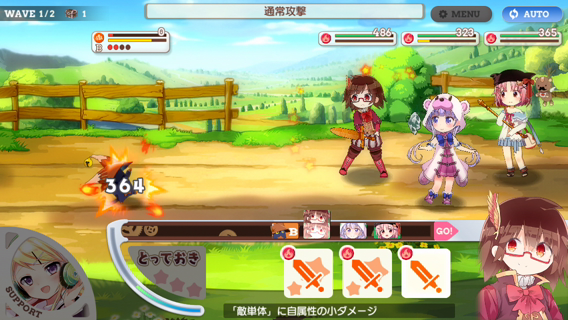 WAVE 1/2 1
通常攻撃
MENU
AUTO
0
B
486
323
365
364
B
GO!
とっておき
SUPPORT
「敵単体」に自属性の小ダメージ